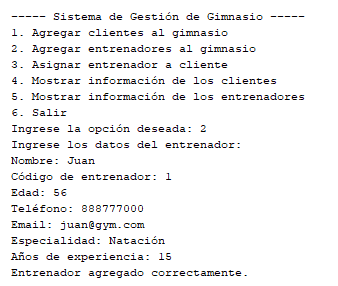 ----- Sistema de Gestión de Gimnasio -----
1. Agregar clientes al gimnasio
2. Agregar entrenadores al gimnasio
3. Asignar entrenador a cliente
4. Mostrar información de los clientes
5. Mostrar información de los entrenadores
6. Salir
Ingrese la opción deseada: 2
Ingrese los datos del entrenador:
Nombre: Juan
Código de entrenador: 1
Edad: 56
Teléfono: 888777000
Email: juan@gym.com
Especialidad: Natación
Años de experiencia: 15
Entrenador agregado correctamente.